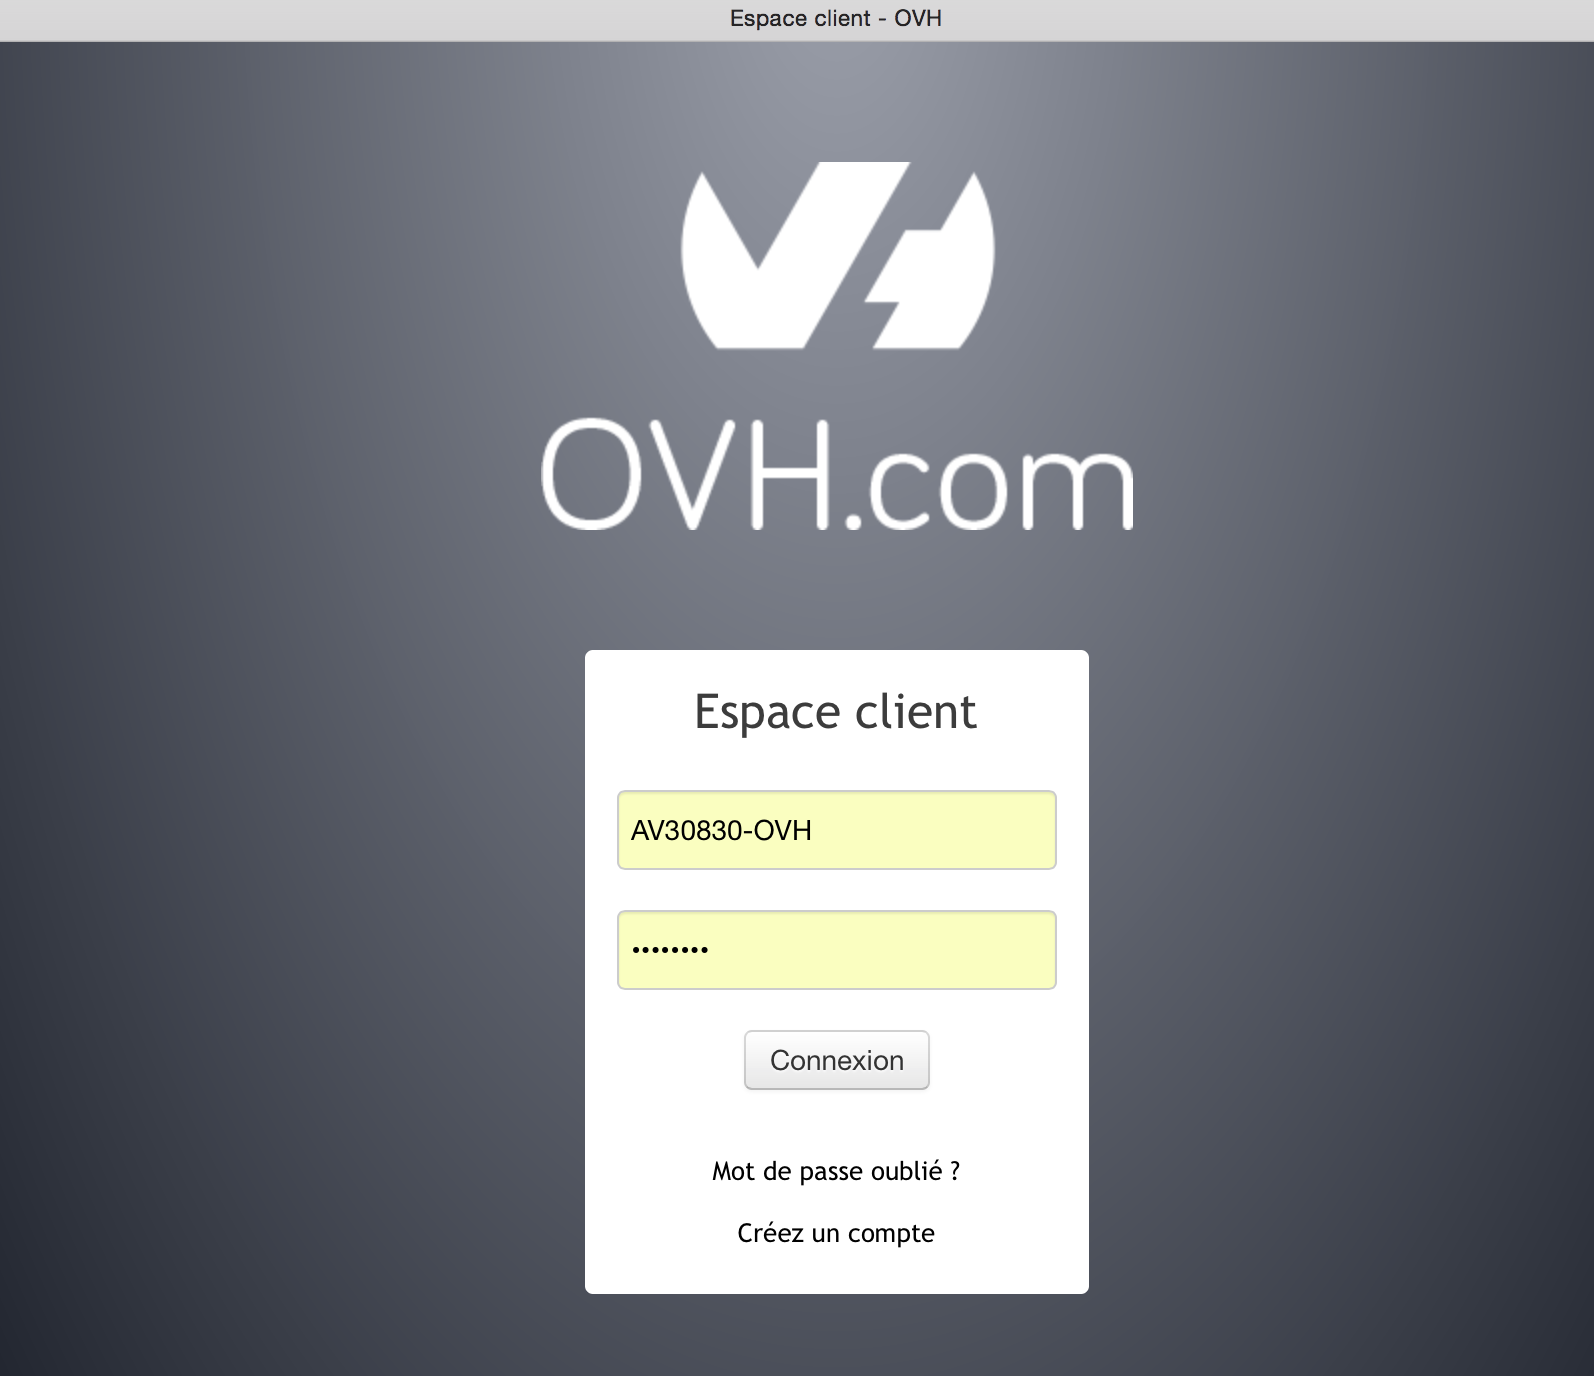 Espace client - OVH
OVH.com
Espace client
AV30830-OVH
••••••••
Connexion
Mot de passe oublié ?
Créez un compte